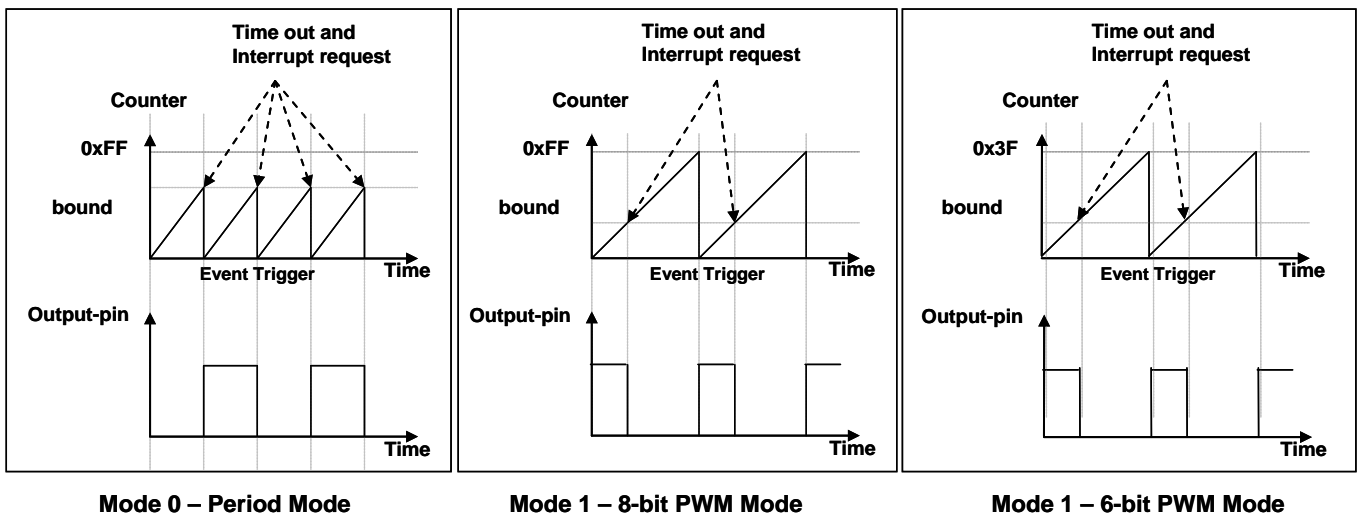 Time out and
Interrupt request
Counter
0xFF
bound
Event Trigger
Time
Output-pin
Time
Mode 0 – Period Mode
Time out and
Interrupt request
Counter
0xFF
bound
Event Trigger
Time
Output-pin
Time
Mode 1 – 8-bit PWM Mode
Time out and
Interrupt request
Counter
0x3F
bound
Event Trigger
Time
Output-pin
Time
Mode 1 – 6-bit PWM Mode